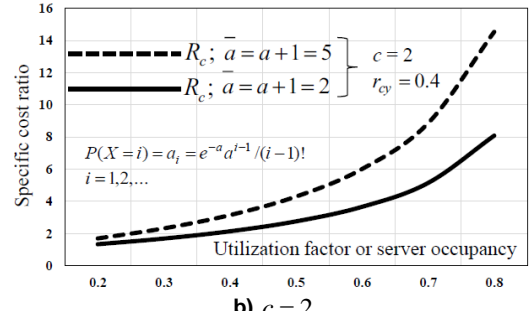 16
14
12
10
8
6
4
2
0
Specific cost ratio
R_c; a̅ = a + 1 = 5
R_c; a̅ = a + 1 = 2
c = 2
r_cy = 0.4
P(X = i) = a_i = e^{-a} a^{i-1} / (i-1)!
i = 1,2,...
Utilization factor or server occupancy
0.2 0.3 0.4 0.5 0.6 0.7 0.8
b) c = 2